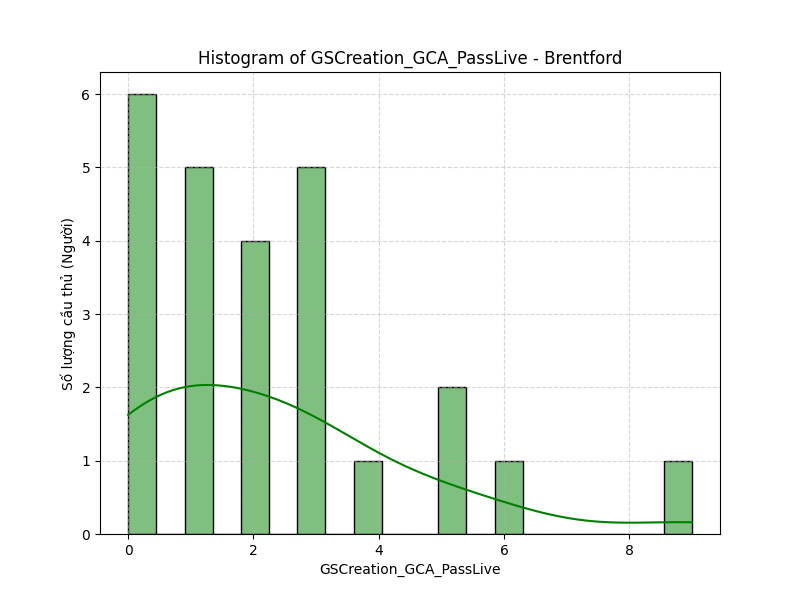 Histogram of GSCreation_GCA_PassLive - Brentford
Số lượng cầu thủ (Người)
6
5
4
3
2
1
0
0 2 4 6 8
GSCreation_GCA_PassLive